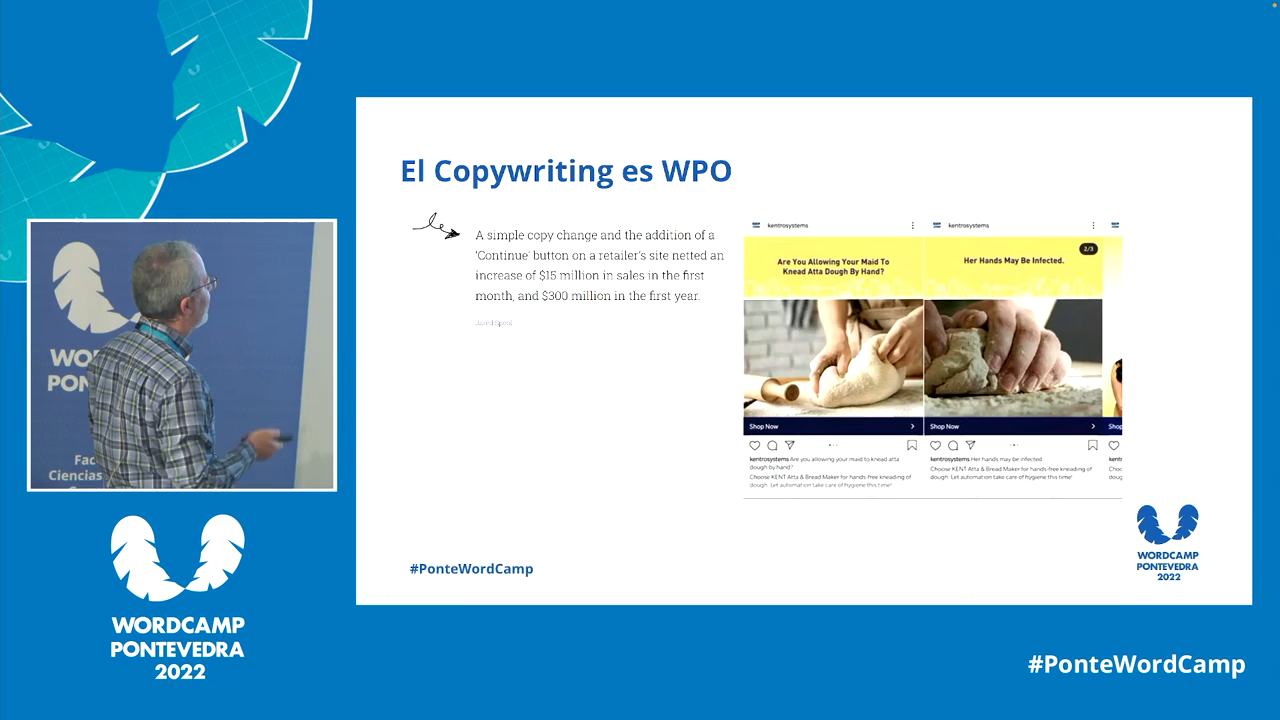 El Copywriting es WPO
A simple copy change and the addition of a
'Continue' button on a retailer's site netted an
increase of $15 million in sales in the first
month, and $300 million in the first year.
kentrosystems
Are You Allowing Your Maid To
Knead Atta Dough By Hand?
Shop Now
kentrosystems Are you allowing your maid to knead atta
dough by hand?
Choose KENT Atta & Bread Maker for hands-free kneading of
dough. Let automation take care of hygiene this time!
kentrosystems
2/3
Her Hands May Be Infected.
Shop Now
kentrosystems Her hands may be infected
Choose KENT Atta & Bread Maker for hands-free kneading of
dough. Let automation take care of hygiene this time!
#PonteWordCamp
WORDCAMP
PONTEVEDRA
2022
Ciencias
WORDCAMP
PONTEVEDRA
2022
#PonteWordCamp